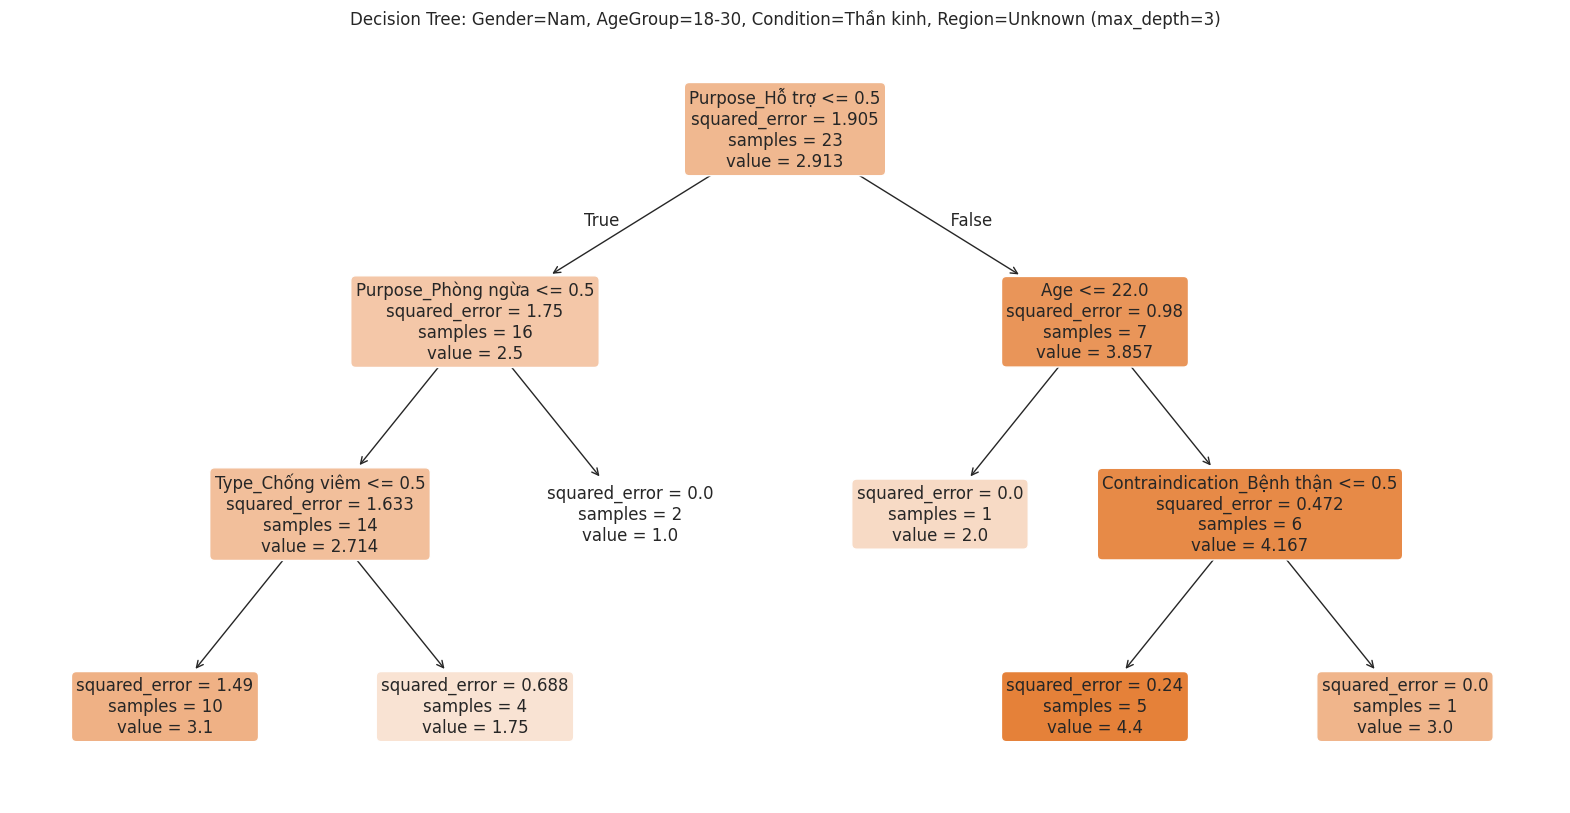 Decision Tree: Gender=Nam, AgeGroup=18-30, Condition=Thần kinh, Region=Unknown (max_depth=3)
Purpose_Hỗ trợ <= 0.5
squared_error = 1.905
samples = 23
value = 2.913
True
False
Purpose_Phòng ngừa <= 0.5
squared_error = 1.75
samples = 16
value = 2.5
Age <= 22.0
squared_error = 0.98
samples = 7
value = 3.857
Type_Chống viêm <= 0.5
squared_error = 1.633
samples = 14
value = 2.714
squared_error = 0.0
samples = 2
value = 1.0
squared_error = 0.0
samples = 1
value = 2.0
Contraindication_Bệnh thận <= 0.5
squared_error = 0.472
samples = 6
value = 4.167
squared_error = 1.49
samples = 10
value = 3.1
squared_error = 0.688
samples = 4
value = 1.75
squared_error = 0.24
samples = 5
value = 4.4
squared_error = 0.0
samples = 1
value = 3.0